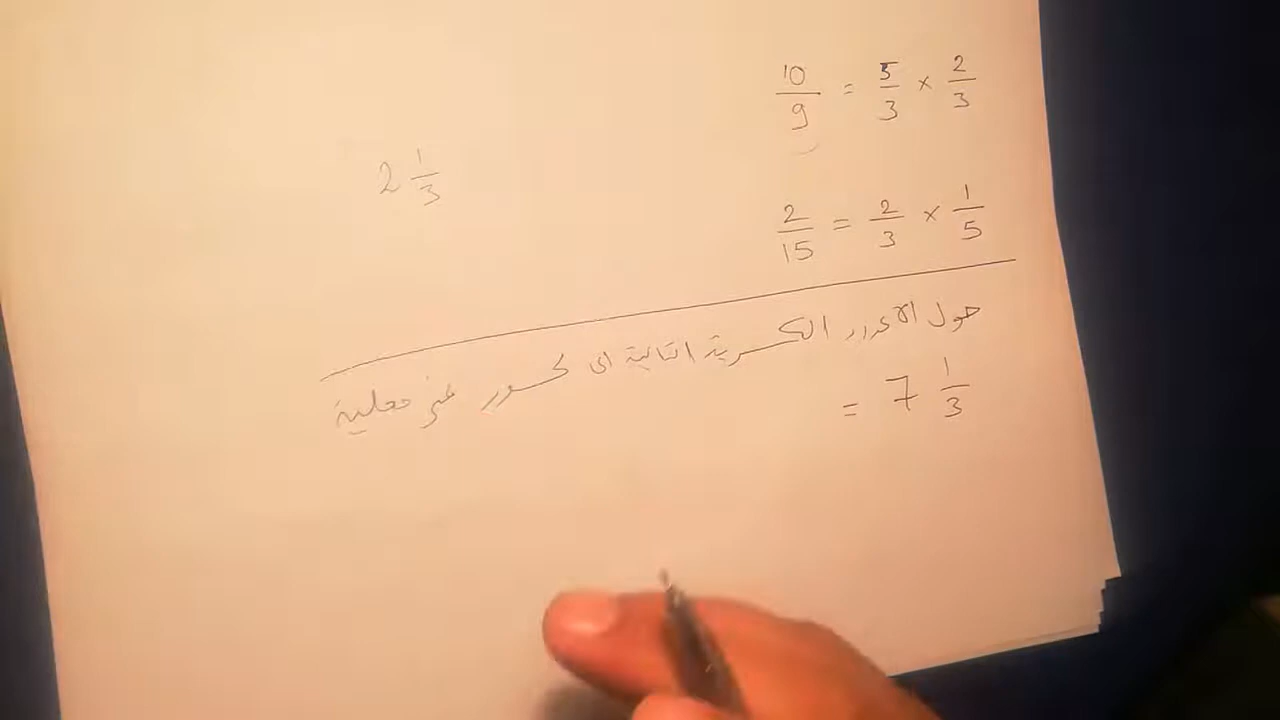 10/9 = 5/3 × 2/3
2 1/3
2/15 = 2/3 × 1/5
حول الاعداد الكسرية التالية الى كسور غير فعلية
= 7 1/3